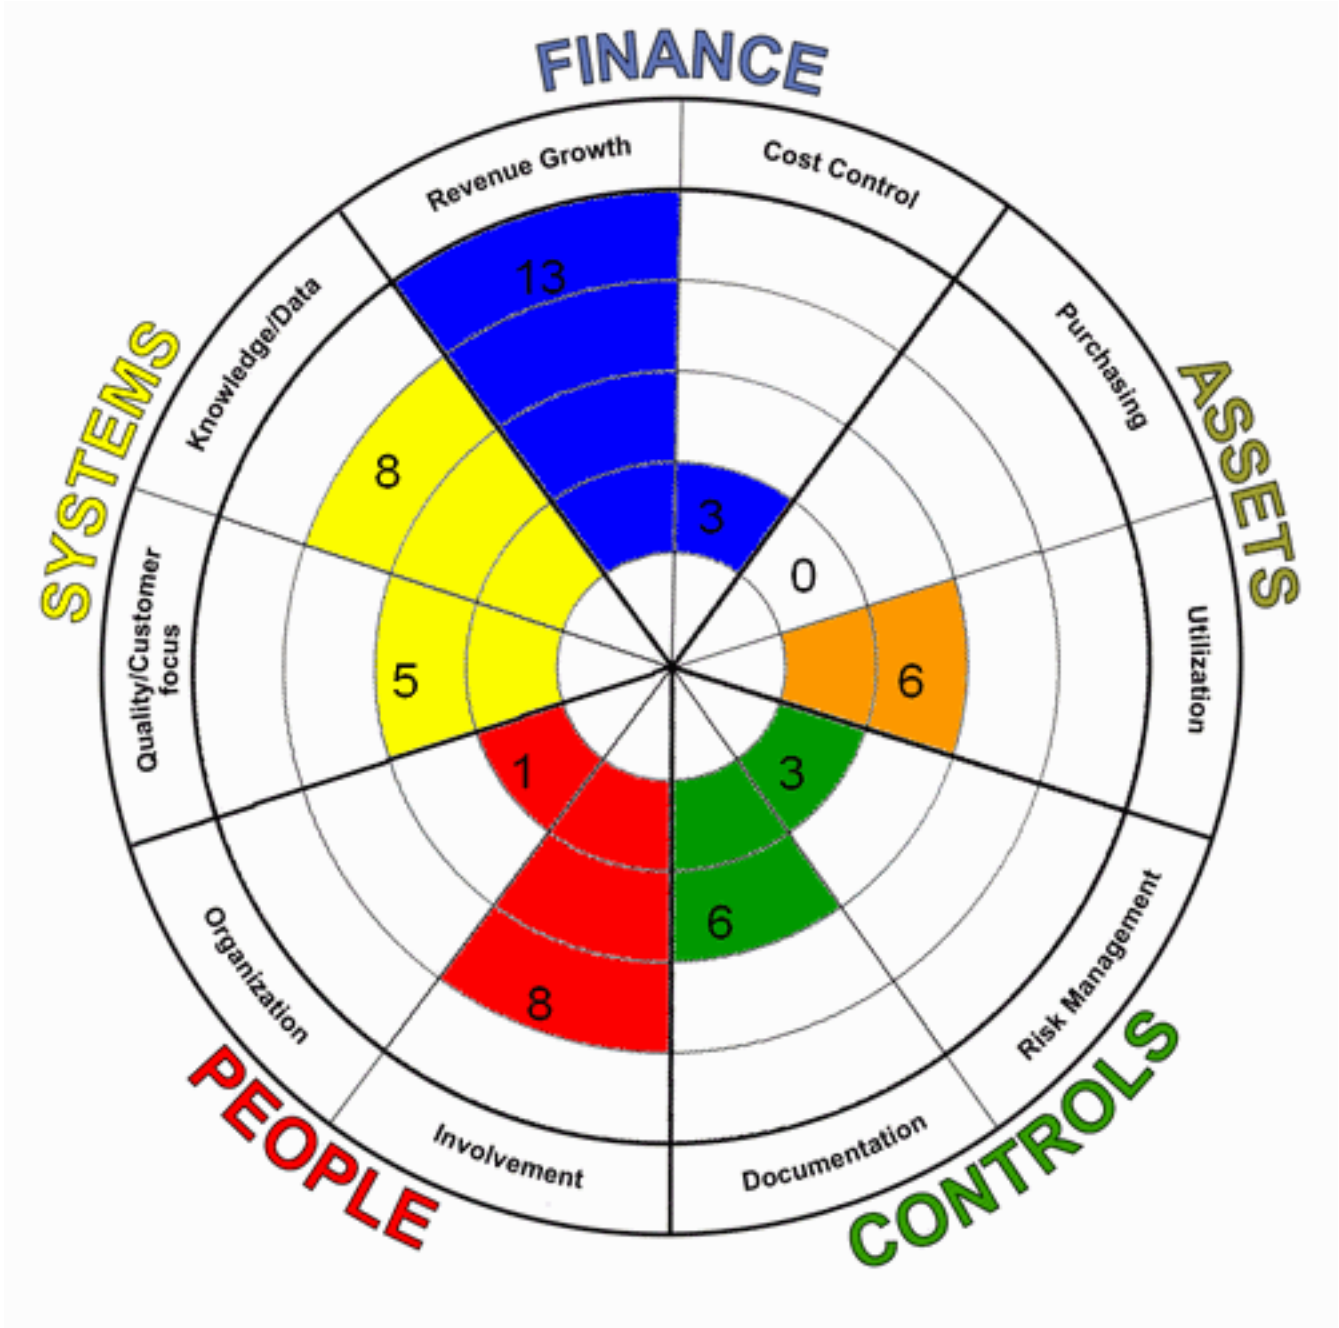 FINANCE
Revenue Growth
Cost Control
Purchasing
ASSETS
Utilization
Risk Management
CONTROLS
Documentation
Involvement
PEOPLE
Organization
Quality/Customer
focus
SYSTEMS
Knowledge/Data
13
3
0
6
3
6
8
1
5
8